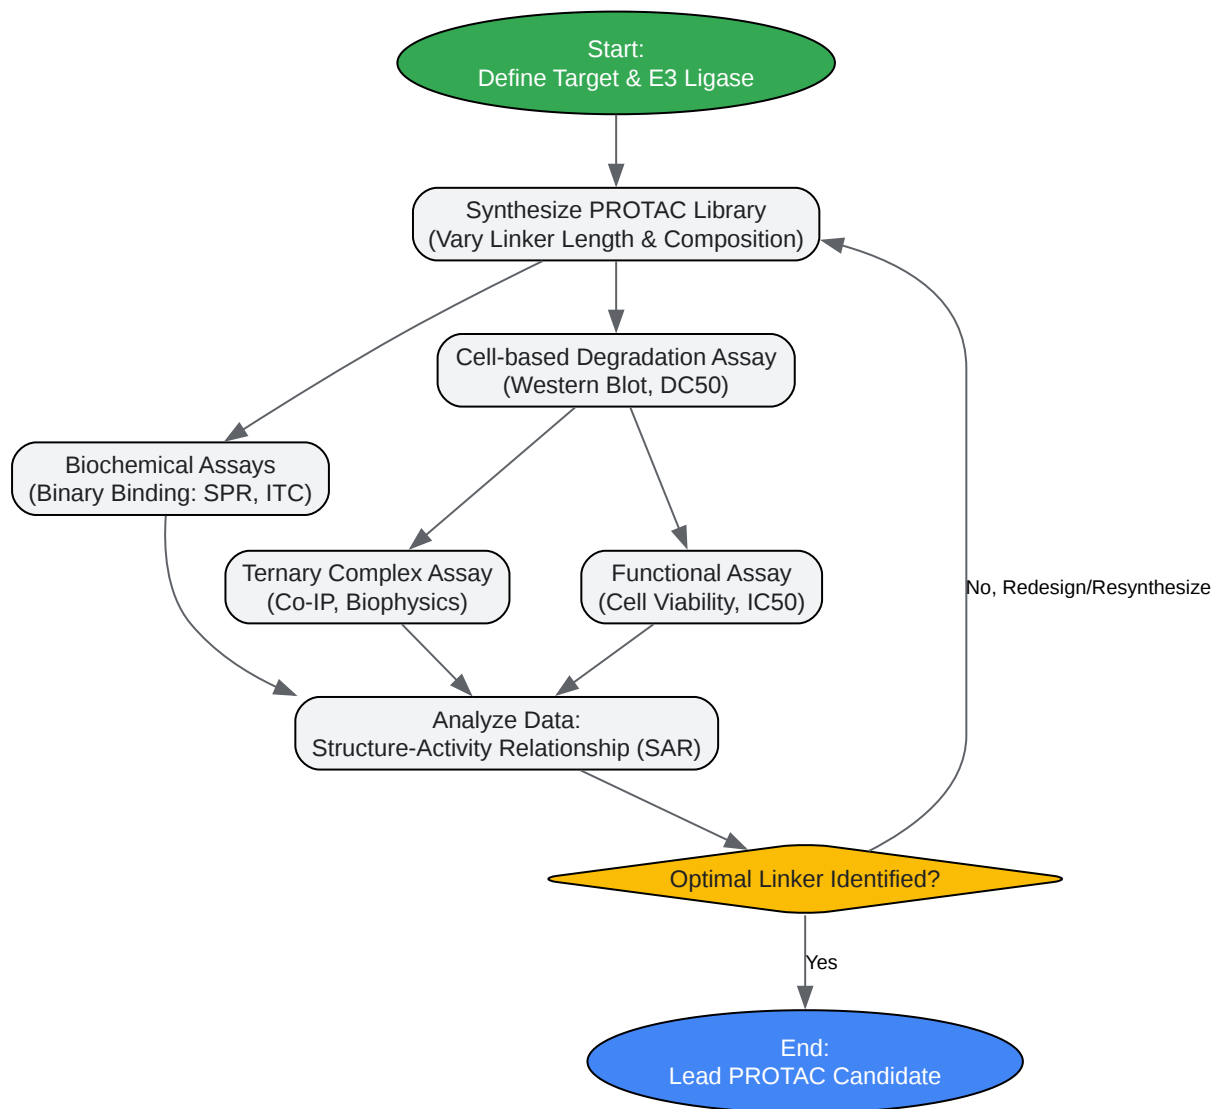 Start:
Define Target & E3 Ligase
Synthesize PROTAC Library
(Vary Linker Length & Composition)
Cell-based Degradation Assay
(Western Blot, DC50)
Biochemical Assays
(Binary Binding: SPR, ITC)
Ternary Complex Assay
(Co-IP, Biophysics)
Functional Assay
(Cell Viability, IC50)
No, Redesign/Resynthesize
Analyze Data:
Structure-Activity Relationship (SAR)
Optimal Linker Identified?
Yes
End:
Lead PROTAC Candidate